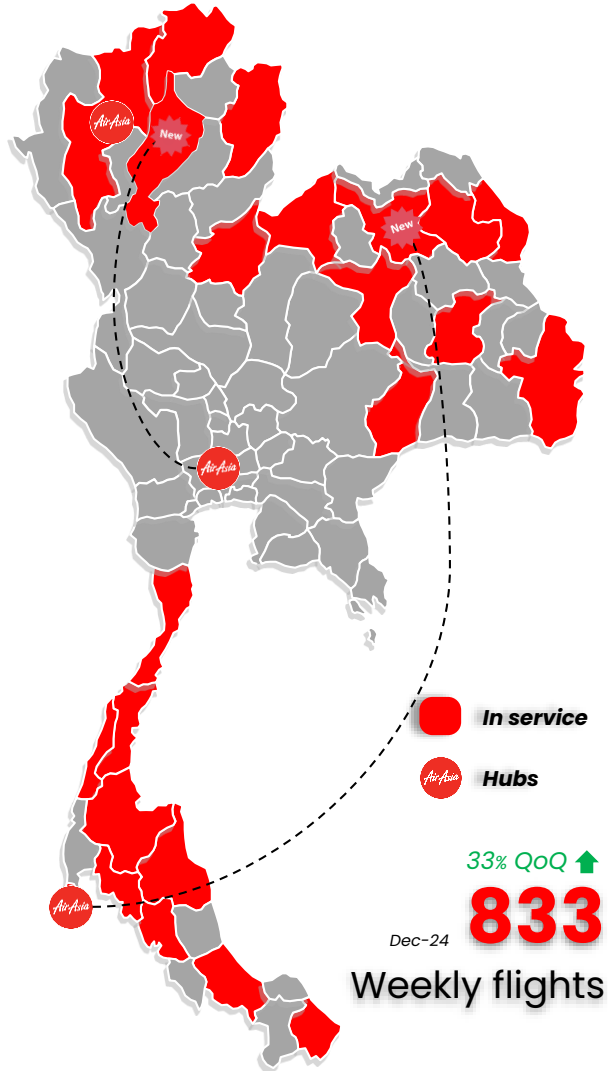 AirAsia
New
New
AirAsia
In service
AirAsia
Hubs
33% QoQ
AirAsia
833
Dec-24
Weekly flights